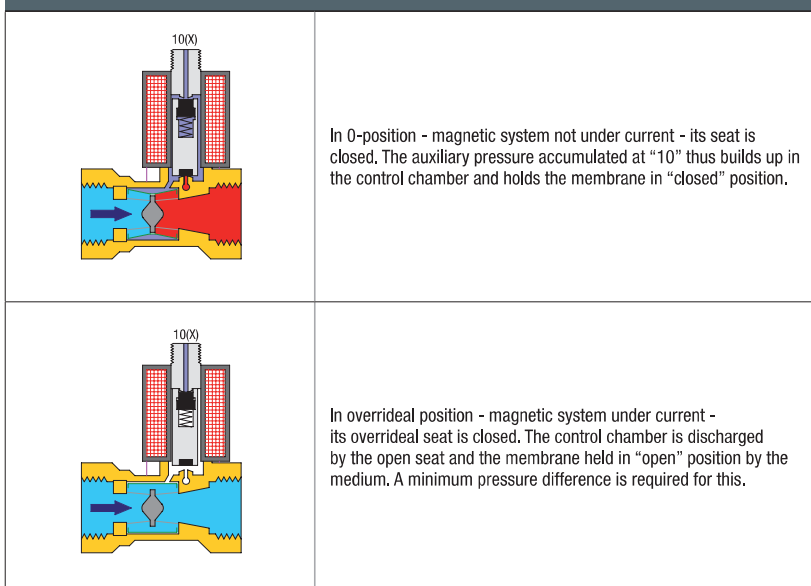 10(X)
In 0-position - magnetic system not under current - its seat is
closed. The auxiliary pressure accumulated at “10” thus builds up in
the control chamber and holds the membrane in “closed” position.
10(X)
In overrideal position - magnetic system under current -
its overrideal seat is closed. The control chamber is discharged
by the open seat and the membrane held in “open” position by the
medium. A minimum pressure difference is required for this.